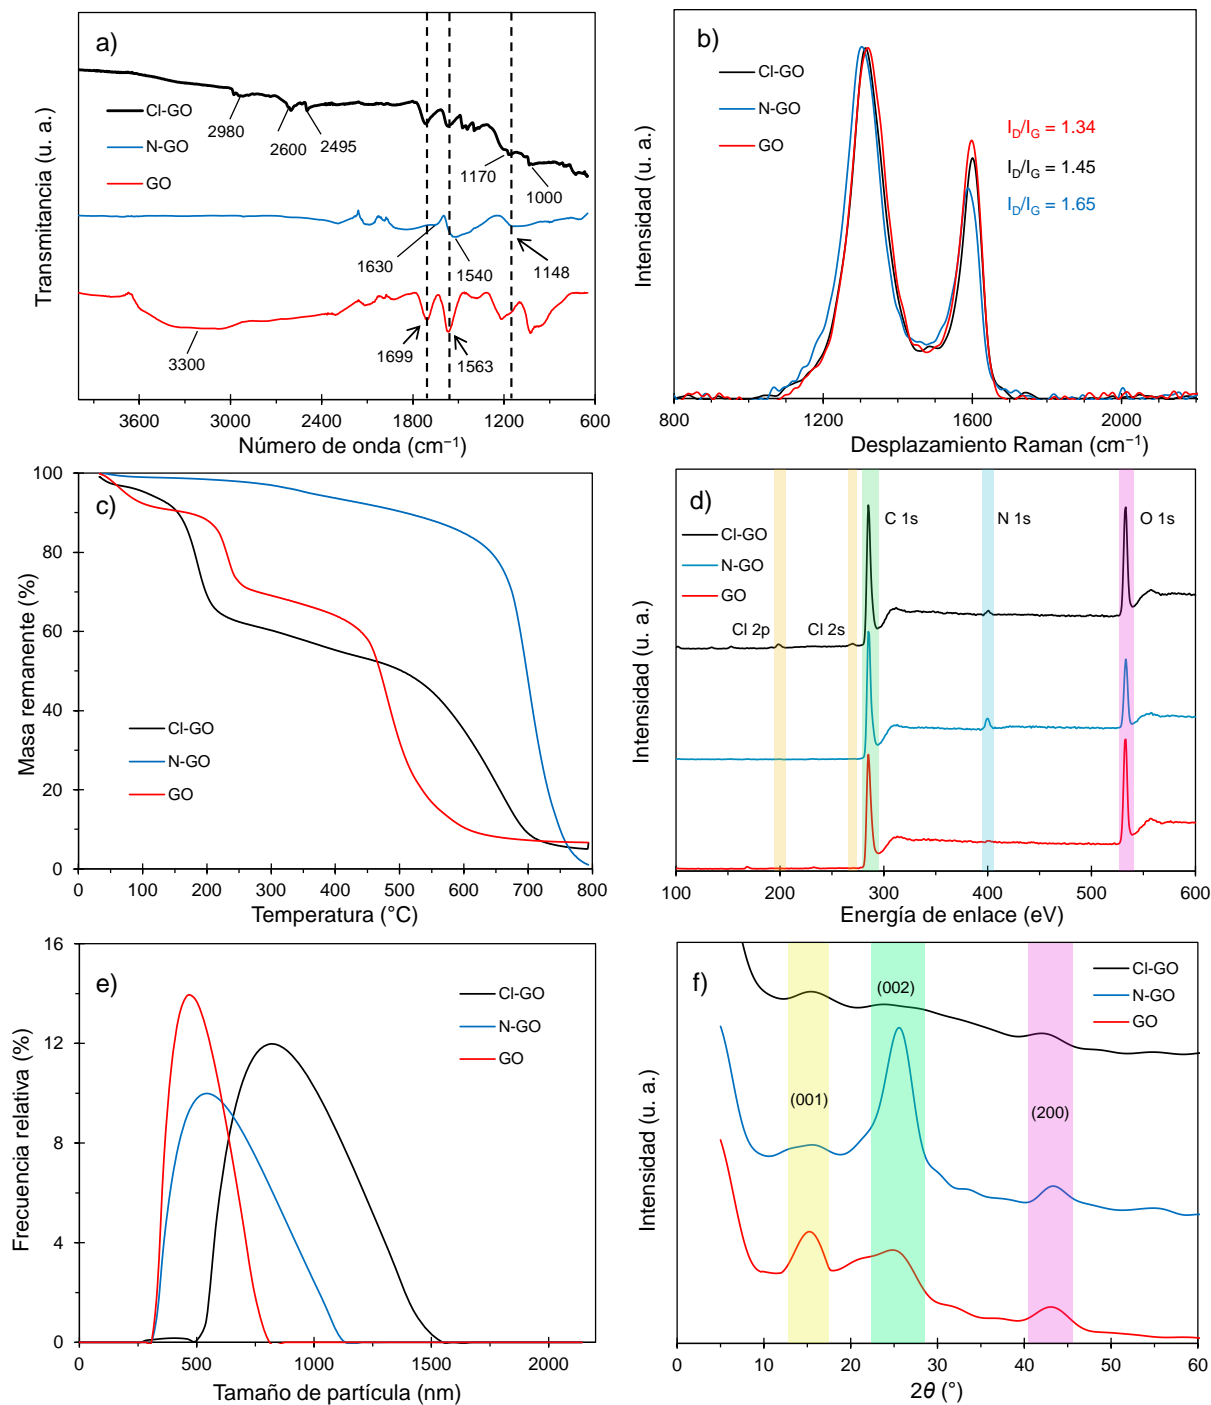 a)
Cl-GO
N-GO
GO
2980
2600
2495
1170
1000
1630
1540
1148
3300
1699
1563
3600
3000
2400
1800
1200
600
Número de onda (cm⁻¹)
Transmitancia (u. a.)
b)
Cl-GO
N-GO
GO
I_D/I_G = 1.34
I_D/I_G = 1.45
I_D/I_G = 1.65
800
1200
1600
2000
Desplazamiento Raman (cm⁻¹)
Intensidad (u. a.)
c)
100
80
60
40
20
0
Cl-GO
N-GO
GO
0
100
200
300
400
500
600
700
800
Temperatura (°C)
Masa remanente (%)
d)
C 1s
N 1s
O 1s
Cl-GO
N-GO
GO
Cl 2p
Cl 2s
100
200
300
400
500
600
Energía de enlace (eV)
Intensidad (u. a.)
e)
16
12
8
4
0
Cl-GO
N-GO
GO
0
500
1000
1500
2000
Tamaño de partícula (nm)
Frecuencia relativa (%)
f)
Cl-GO
N-GO
GO
(002)
(001)
(200)
0
10
20
30
40
50
60
2θ (°)
Intensidad (u. a.)